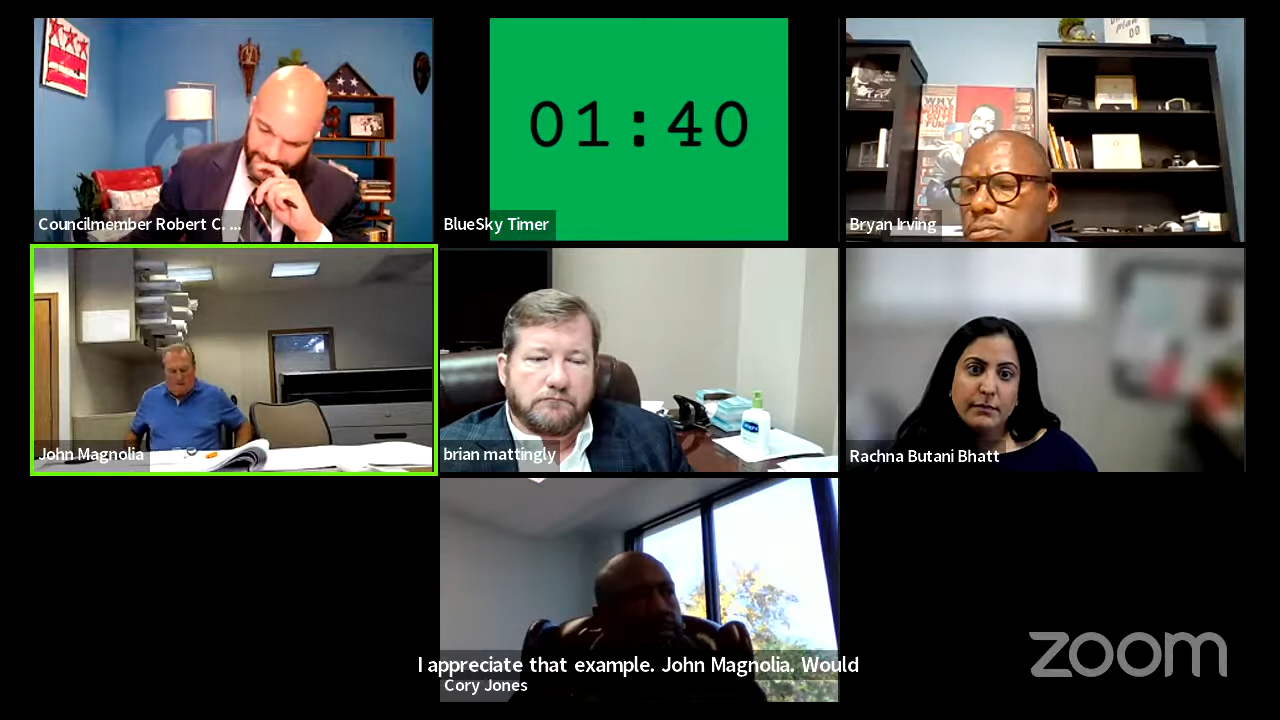 Councilmember Robert C. ...
01:40
BlueSky Timer
WHY
Bryan Irving
John Magnolia
brian mattingly
Rachna Butani Bhatt
I appreciate that example. John Magnolia. Would
Cory Jones
zoom